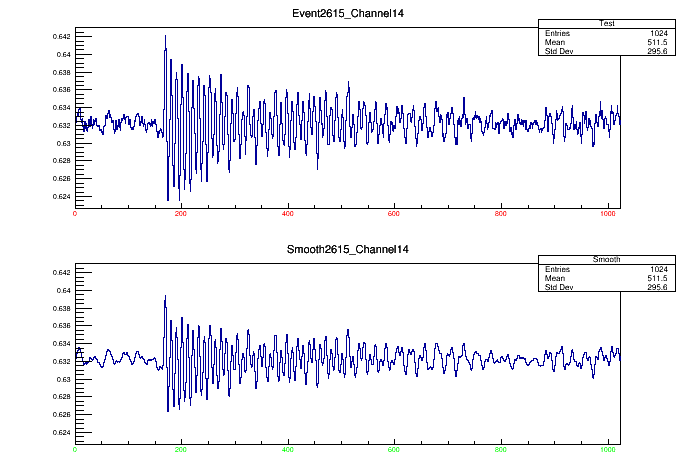 Event2615_Channel14
Test
Entries 1024
Mean 511.5
Std Dev 295.6
0.642
0.64
0.638
0.636
0.634
0.632
0.63
0.628
0.626
0.624
0 200 400 600 800 1000
Smooth2615_Channel14
Smooth
Entries 1024
Mean 511.5
Std Dev 295.6
0.642
0.64
0.638
0.636
0.634
0.632
0.63
0.628
0.626
0.624
0 200 400 600 800 1000